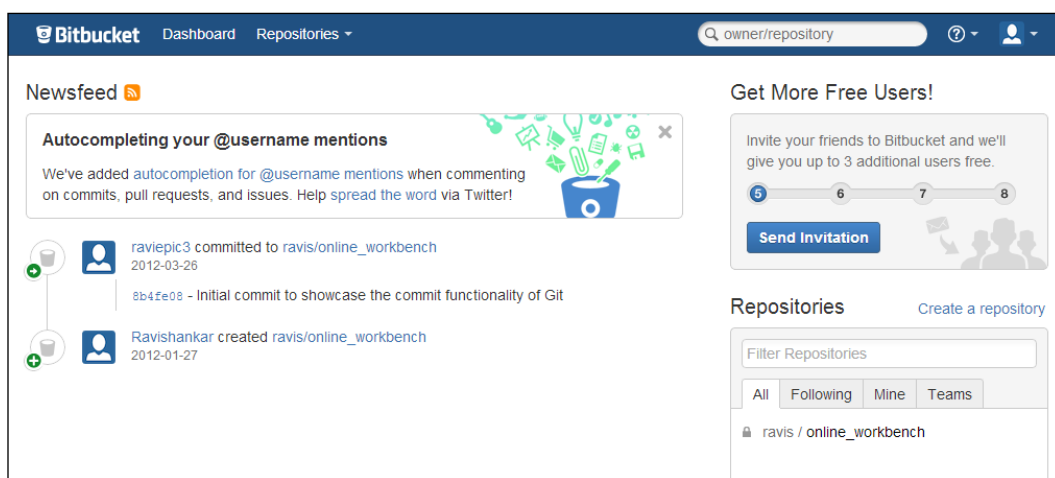 Bitbucket Dashboard Repositories owner/repository ?
Newsfeed
Autocompleting your @username mentions
We've added autocompletion for @username mentions when commenting
on commits, pull requests, and issues. Help spread the word via Twitter!
raviepic3 committed to ravis/online_workbench
2012-03-26
8b4fe08 - Initial commit to showcase the commit functionality of Git
Ravishankar created ravis/online_workbench
2012-01-27
Get More Free Users!
Invite your friends to Bitbucket and we'll
give you up to 3 additional users free.
5 6 7 8
Send Invitation
Repositories Create a repository
Filter Repositories
All Following Mine Teams
ravis / online_workbench